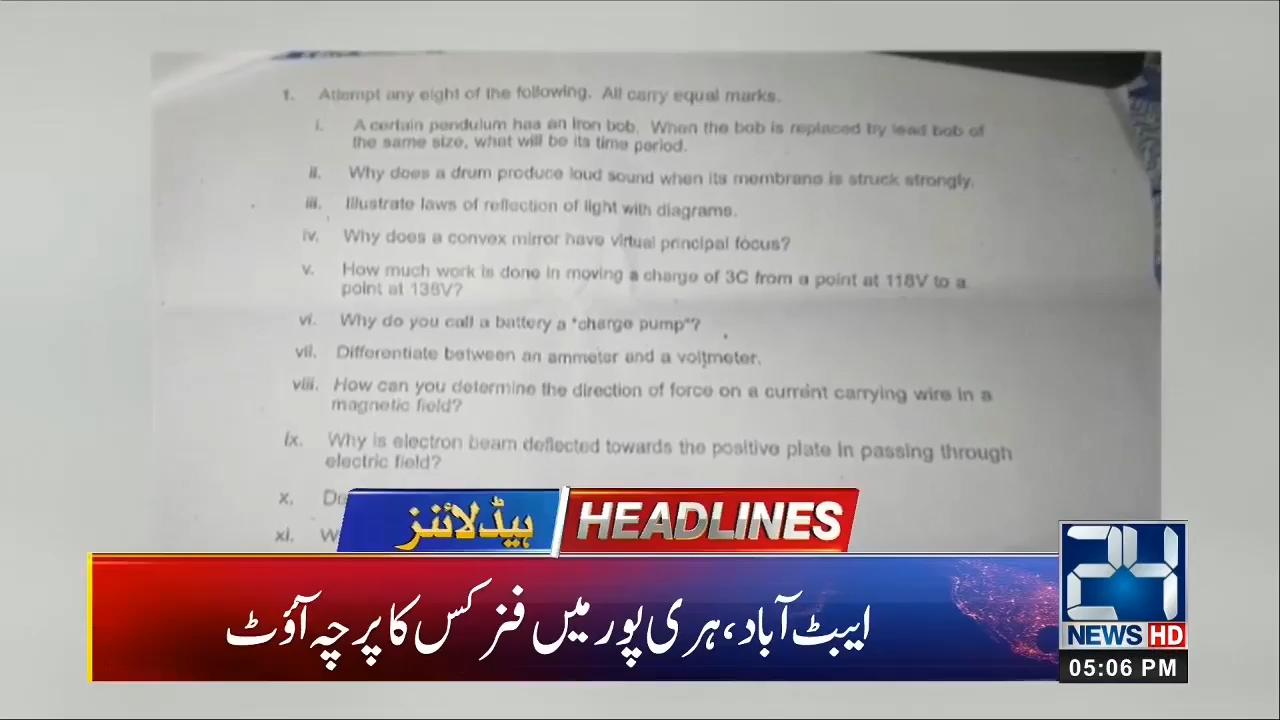 1. Attempt any eight of the following. All carry equal marks.
i. A certain pendulum has an iron bob. When the bob is replaced by lead bob of
the same size, what will be its time period.
ii. Why does a drum produce loud sound when its membrane is struck strongly.
iii. Illustrate laws of reflection of light with diagrams.
iv. Why does a convex mirror have virtual principal focus?
v. How much work is done in moving a charge of 3C from a point at 118V to a
point at 138V?
vi. Why do you call a battery a "charge pump"?
vii. Differentiate between an ammeter and a voltmeter.
viii. How can you determine the direction of force on a current carrying wire in a
magnetic field?
ix. Why is electron beam deflected towards the positive plate in passing through
electric field?
x. De
xi. W
ہیڈلائنز HEADLINES
ایبٹ آباد، ہری پور میں فزکس کا پرچہ آؤٹ
24
NEWS HD
05:06 PM